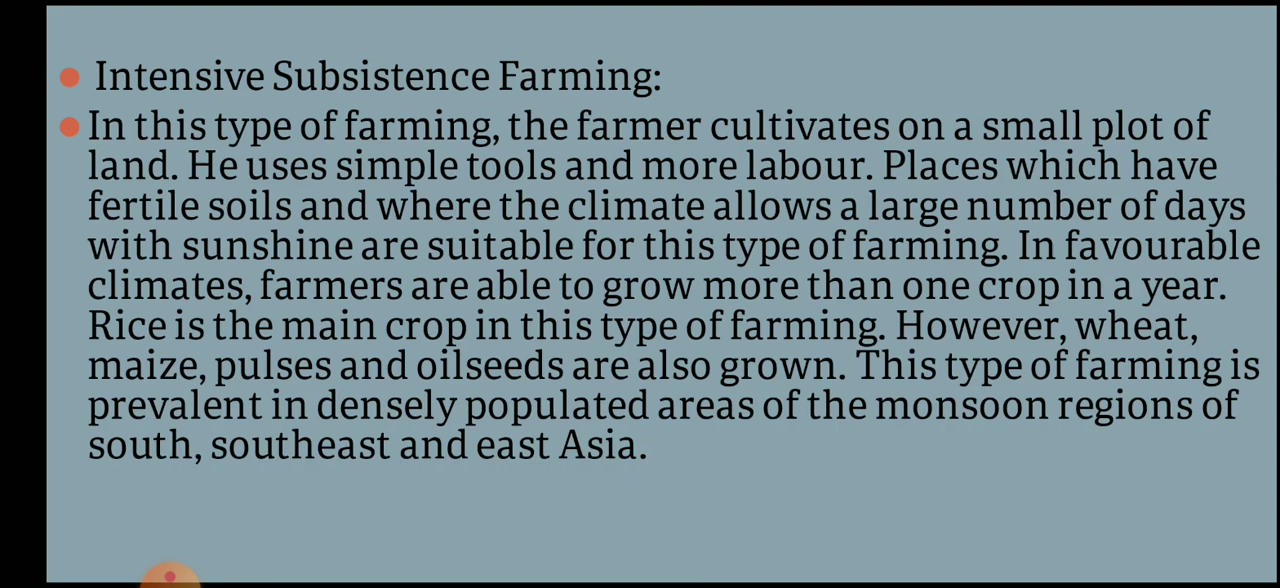 Intensive Subsistence Farming:
In this type of farming, the farmer cultivates on a small plot of
land. He uses simple tools and more labour. Places which have
fertile soils and where the climate allows a large number of days
with sunshine are suitable for this type of farming. In favourable
climates, farmers are able to grow more than one crop in a year.
Rice is the main crop in this type of farming. However, wheat,
maize, pulses and oilseeds are also grown. This type of farming is
prevalent in densely populated areas of the monsoon regions of
south, southeast and east Asia.